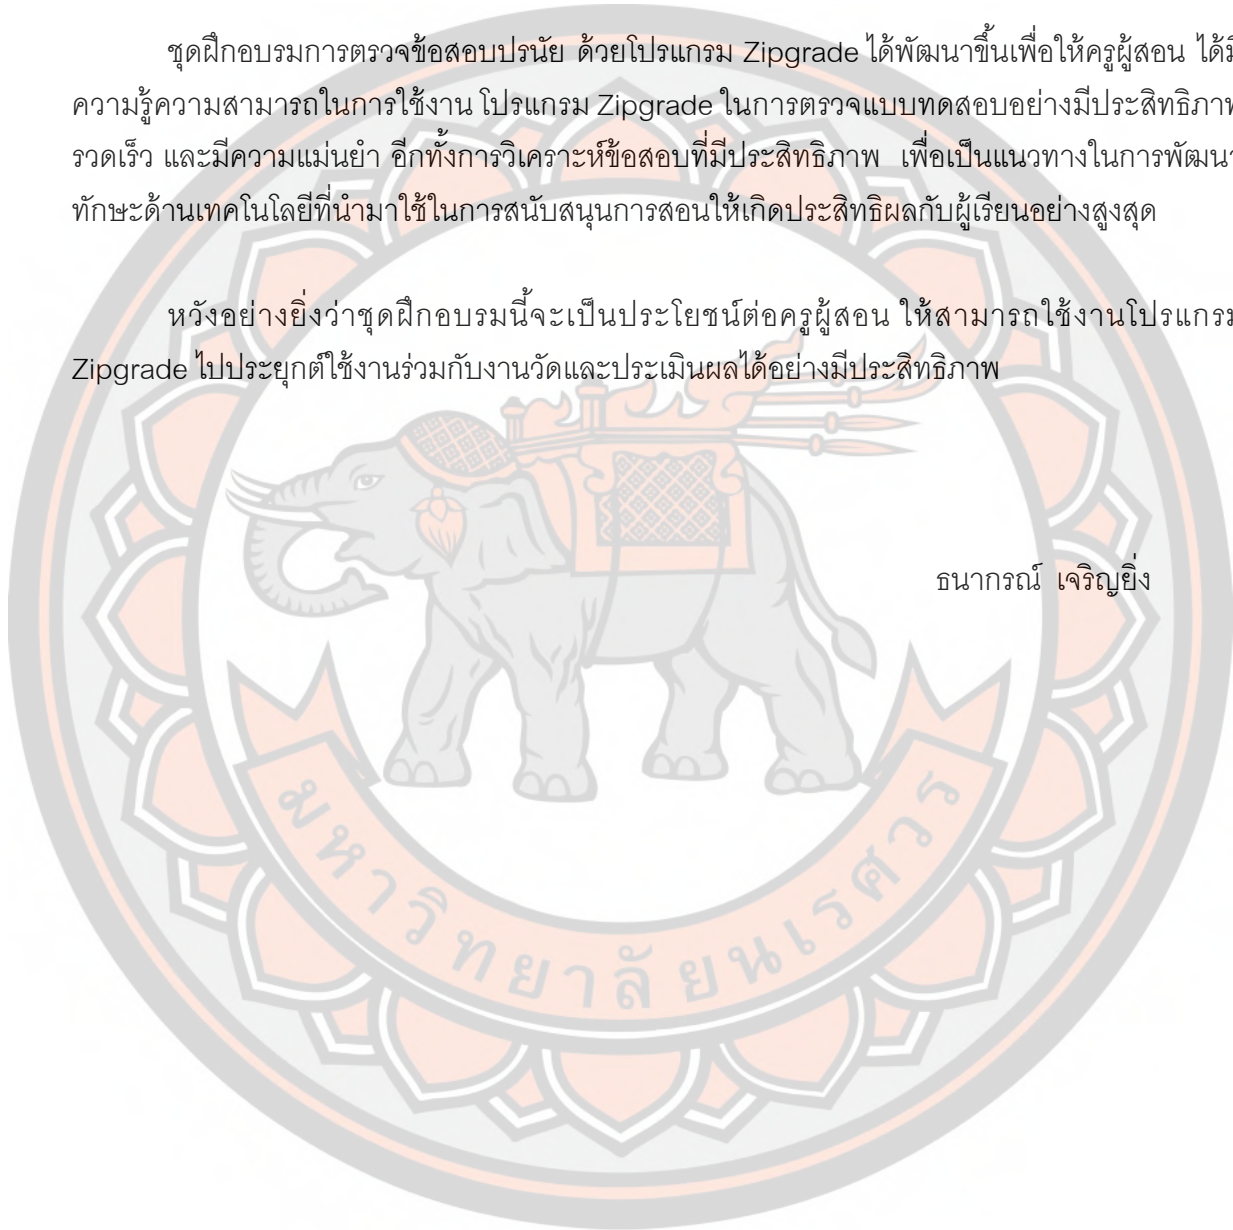 ชุดฝึกอบรมการตรวจข้อสอบปรนัย ด้วยโปรแกรม Zipgrade ได้พัฒนาขึ้นเพื่อให้ครูผู้สอน ได้มี
ความรู้ความสามารถในการใช้งาน โปรแกรม Zipgrade ในการตรวจแบบทดสอบอย่างมีประสิทธิภาพ
รวดเร็ว และมีความแม่นยำ อีกทั้งการวิเคราะห์ข้อสอบที่มีประสิทธิภาพ เพื่อเป็นแนวทางในการพัฒนา
ทักษะด้านเทคโนโลยีที่นำมาใช้ในการสนับสนุนการสอนให้เกิดประสิทธิผลกับผู้เรียนอย่างสูงสุด
หวังอย่างยิ่งว่าชุดฝึกอบรมนี้จะเป็นประโยชน์ต่อครูผู้สอน ให้สามารถใช้งานโปรแกรม
Zipgrade ไปประยุกต์ใช้งานร่วมกับงานวัดและประเมินผลได้อย่างมีประสิทธิภาพ
ธนากรณ์ เจริญยิ่ง
มหาวิทยาลัยนเรศวร